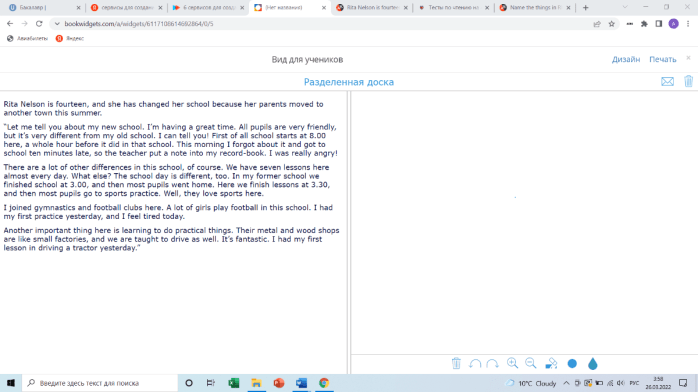 Бакалавр (
сервисы для создан
6 сервисов для созд
(Нет названия)
Rita Nelson is fourtee
Тесты по чтению на
Name the things in t
bookwidgets.com/a/widgets/6117108614692864/0/5
Авиабилеты
Яндекс
Вид для учеников
Дизайн
Печать
Разделенная доска
Rita Nelson is fourteen, and she has changed her school because her parents moved to
another town this summer.
"Let me tell you about my new school. I'm having a great time. All pupils are very friendly,
but it's very different from my old school. I can tell you! First of all school starts at 8.00
here, a whole hour before it did in that school. This morning I forgot about it and got to
school ten minutes late, so the teacher put a note into my record-book. I was really angry!
There are a lot of other differences in this school, of course. We have seven lessons here
almost every day. What else? The school day is different, too. In my former school we
finished school at 3.00, and then most pupils went home. Here we finish lessons at 3.30,
and then most pupils go to sports practice. Well, they love sports here.
I joined gymnastics and football clubs here. A lot of girls play football in this school. I had
my first practice yesterday, and I feel tired today.
Another important thing here is learning to do practical things. Their metal and wood shops
are like small factories, and we are taught to drive as well. It's fantastic. I had my first
lesson in driving a tractor yesterday."
Введите здесь текст для поиска
10°C Cloudy
РУС
3:58
20.03.2022